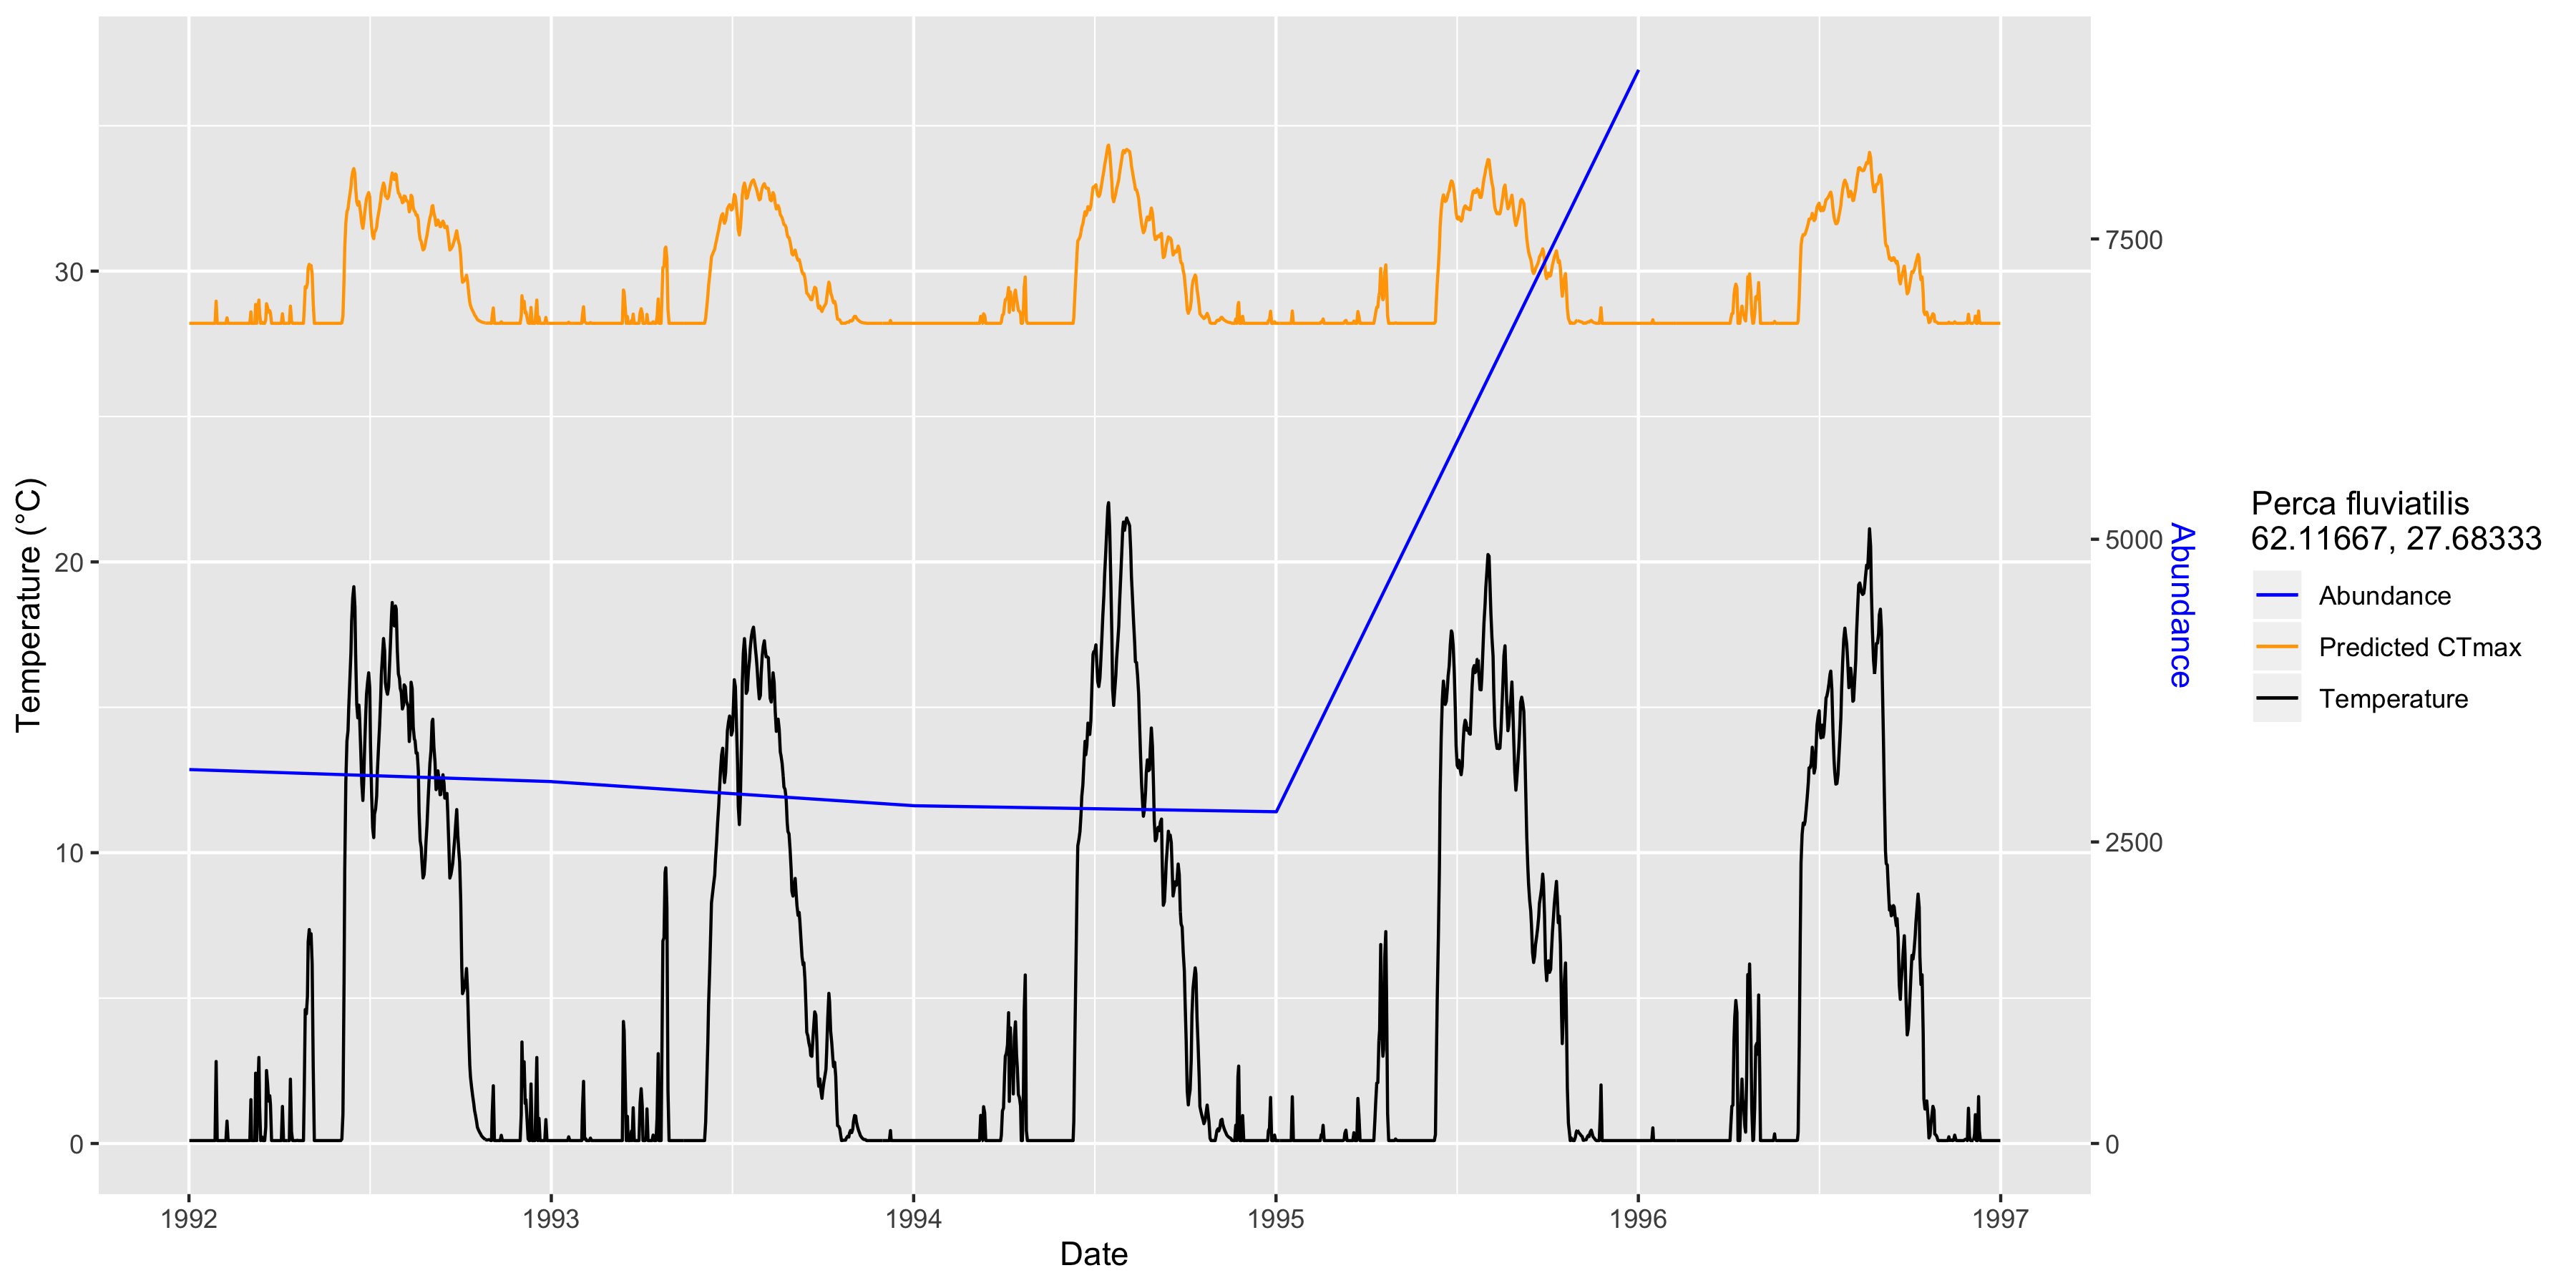 Temperature (°C)
30
20
10
0
1992
1993
1994
1995
1996
1997
Date
7500
5000
2500
0
Abundance
Perca fluviatilis
62.11667, 27.68333
Abundance
Predicted CTmax
Temperature